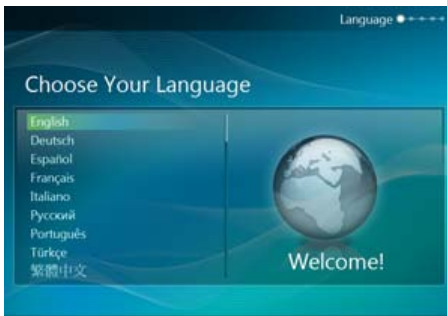 Language
Choose Your Language
English
Deutsch
Español
Français
Italiano
Русский
Português
Türkçe
繁體中文
Welcome!